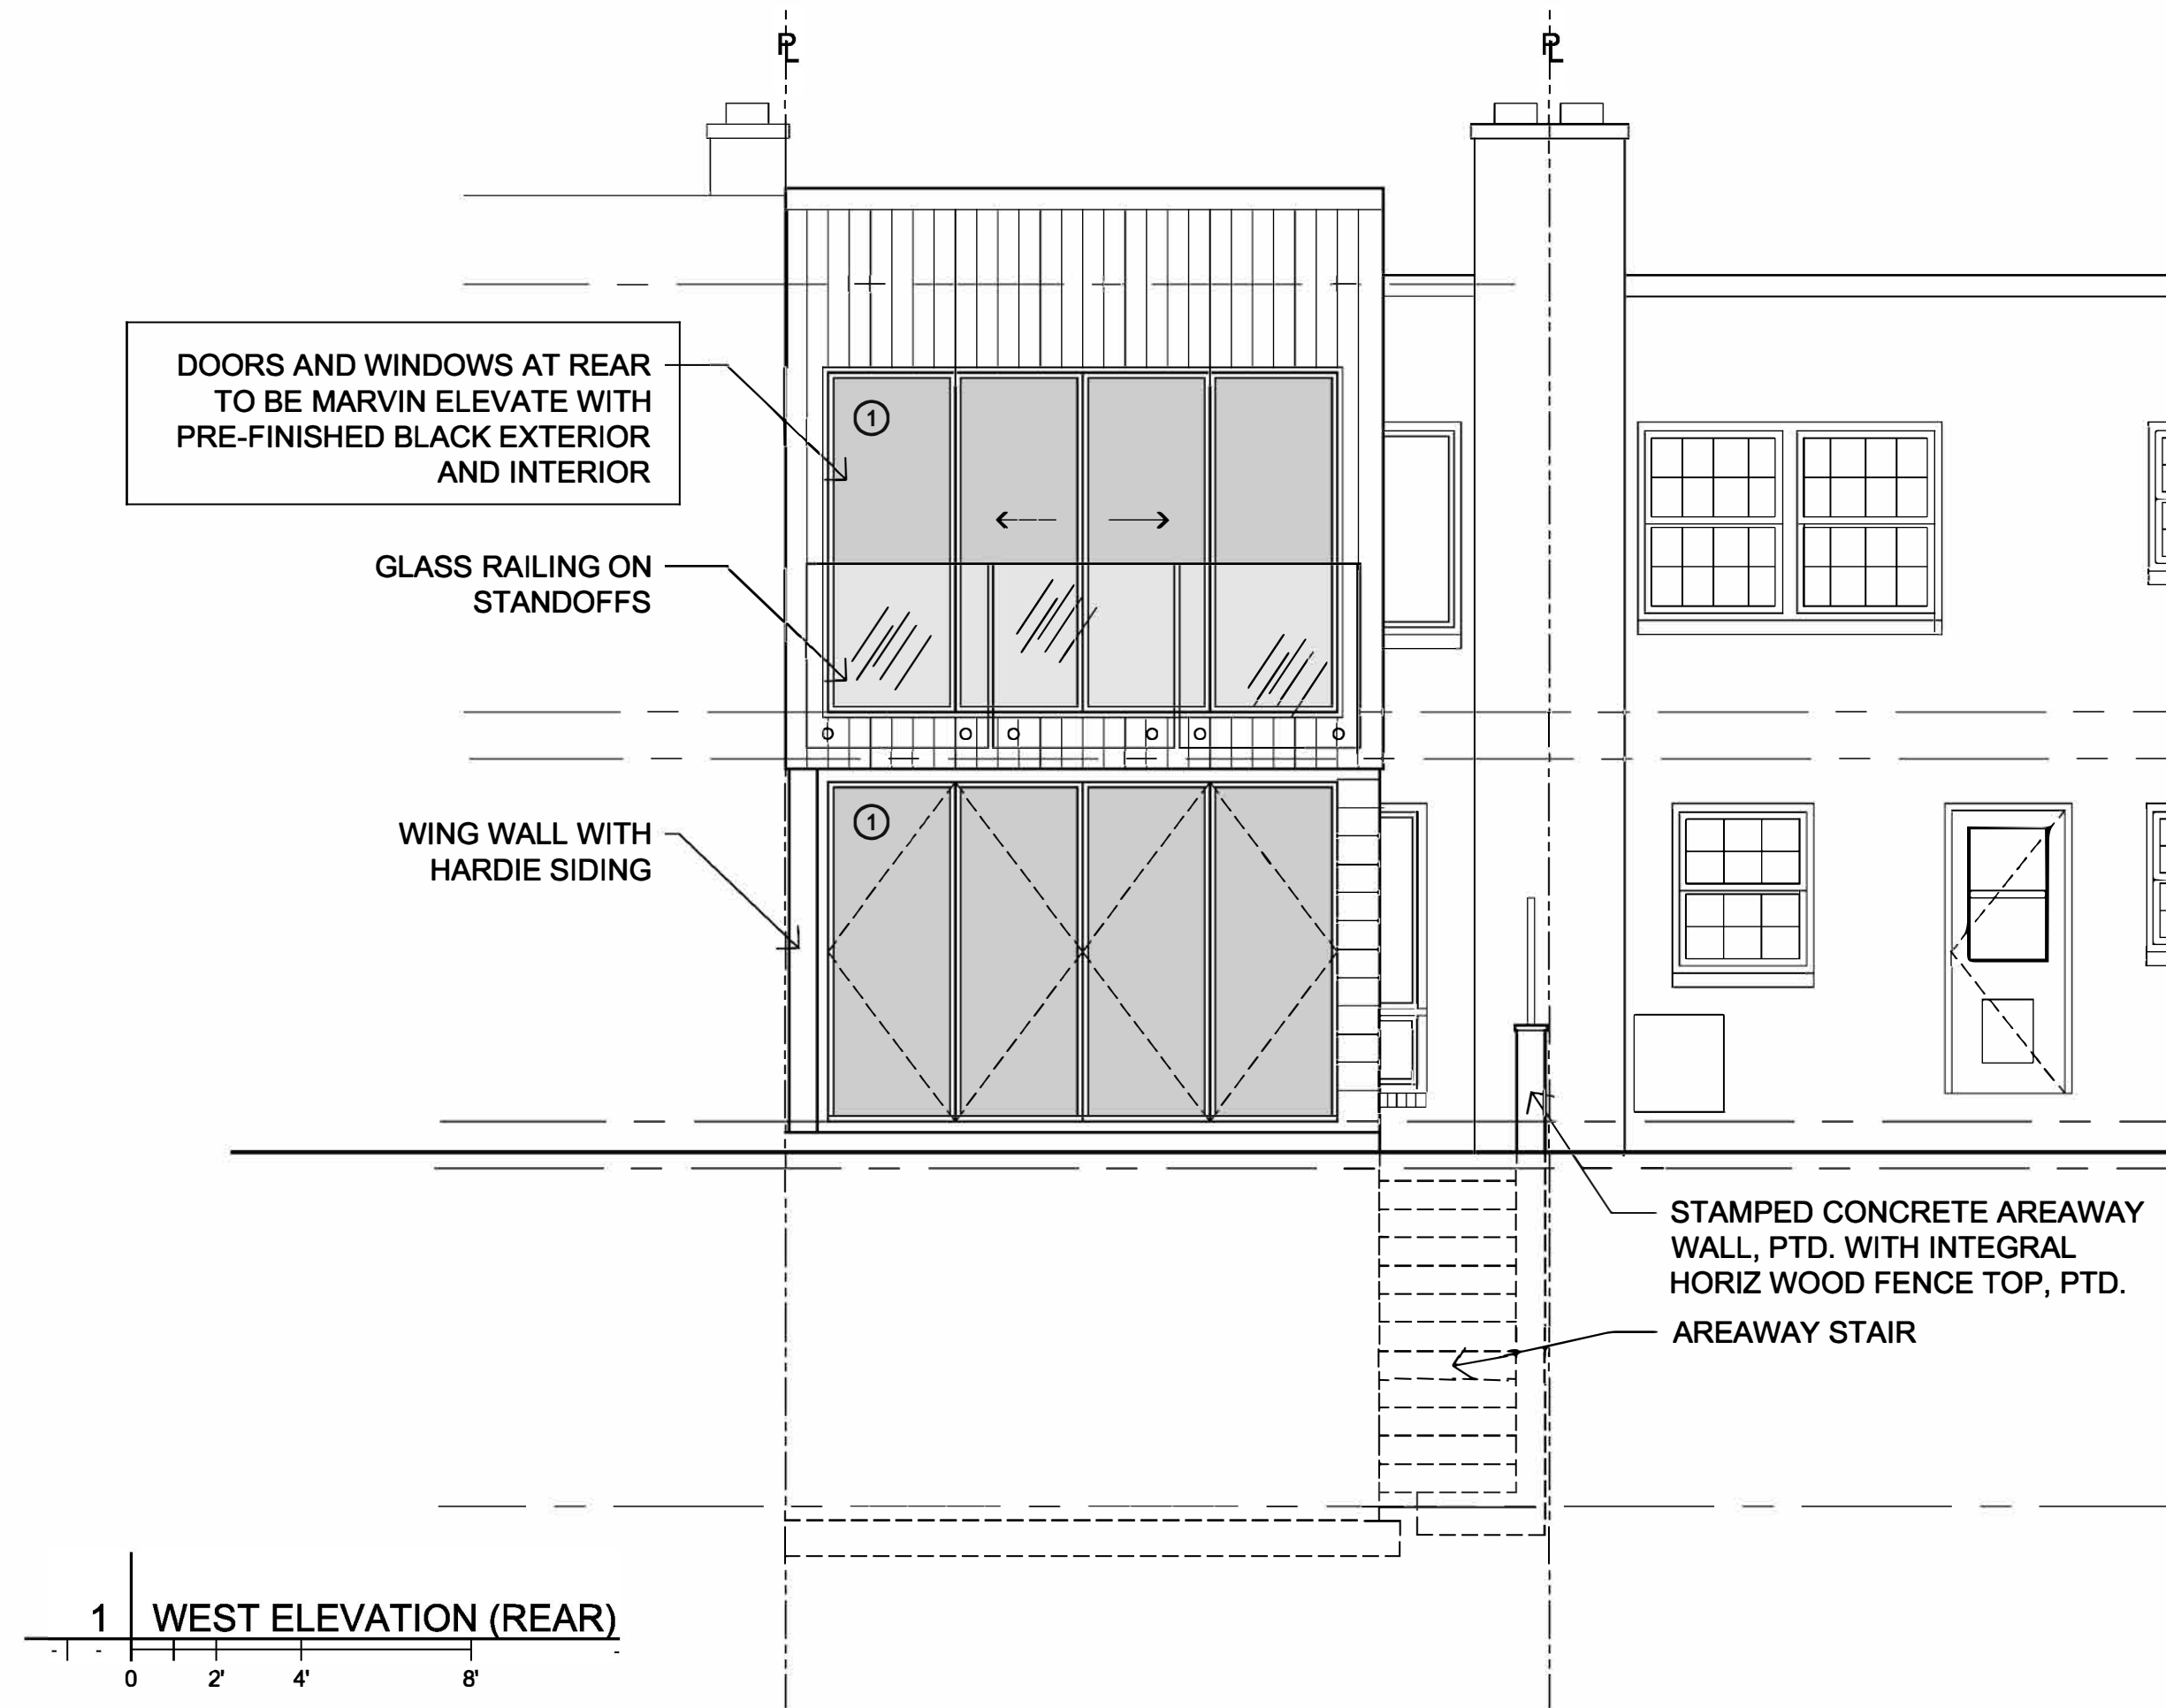 PL PL
DOORS AND WINDOWS AT REAR
TO BE MARVIN ELEVATE WITH
PRE-FINISHED BLACK EXTERIOR
AND INTERIOR
1
GLASS RAILING ON
STANDOFFS
WING WALL WITH
HARDIE SIDING
1
STAMPED CONCRETE AREAWAY
WALL, PTD. WITH INTEGRAL
HORIZ WOOD FENCE TOP, PTD.
AREAWAY STAIR
1 WEST ELEVATION (REAR)
0 2' 4' 8'